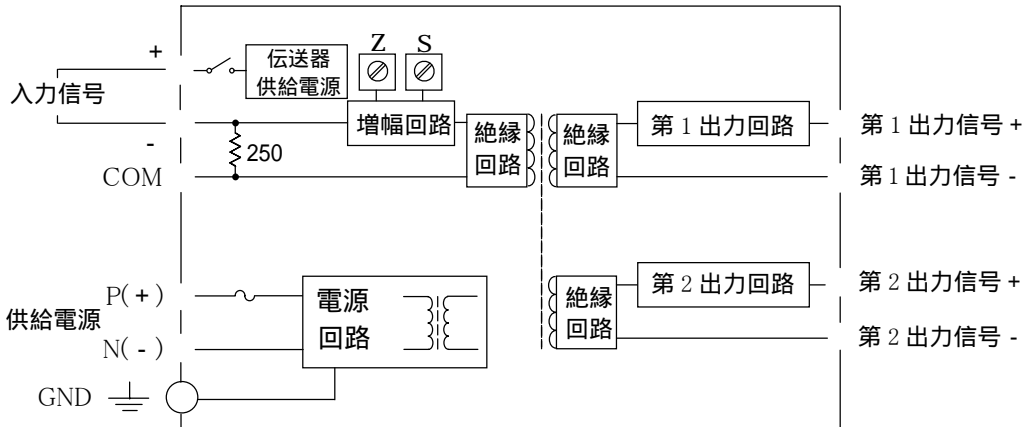 +
伝送器
供給電源
Z
S
入力信号
増幅回路
-
250
COM
絶縁
回路
絶縁
回路
第1出力回路
第1出力信号 +
第1出力信号 -
P( + )
供給電源
N( - )
GND
電源
回路
絶縁
回路
第2出力回路
第2出力信号 +
第2出力信号 -